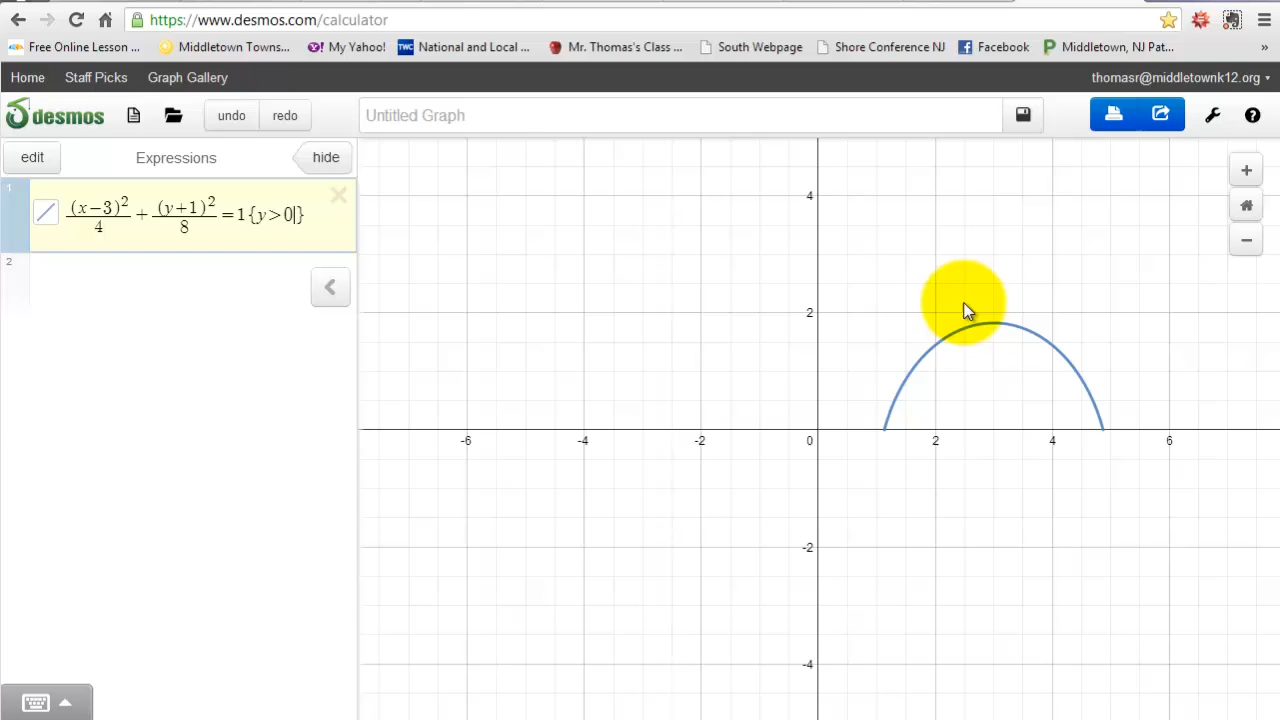 https://www.desmos.com/calculator
Free Online Lesson ... Middletown Towns... My Yahoo! TWC National and Local ... Mr. Thomas's Class ... South Webpage Shore Conference NJ Facebook P Middletown, NJ Pat... »
Home Staff Picks Graph Gallery thomasr@middletownk12.org
desmos undo redo Untitled Graph ?
edit Expressions hide
1
(x−3)²/4 + (y+1)²/8 = 1{y>0}
2
4
2
-6 -4 -2 0 2 4 6
-2
-4